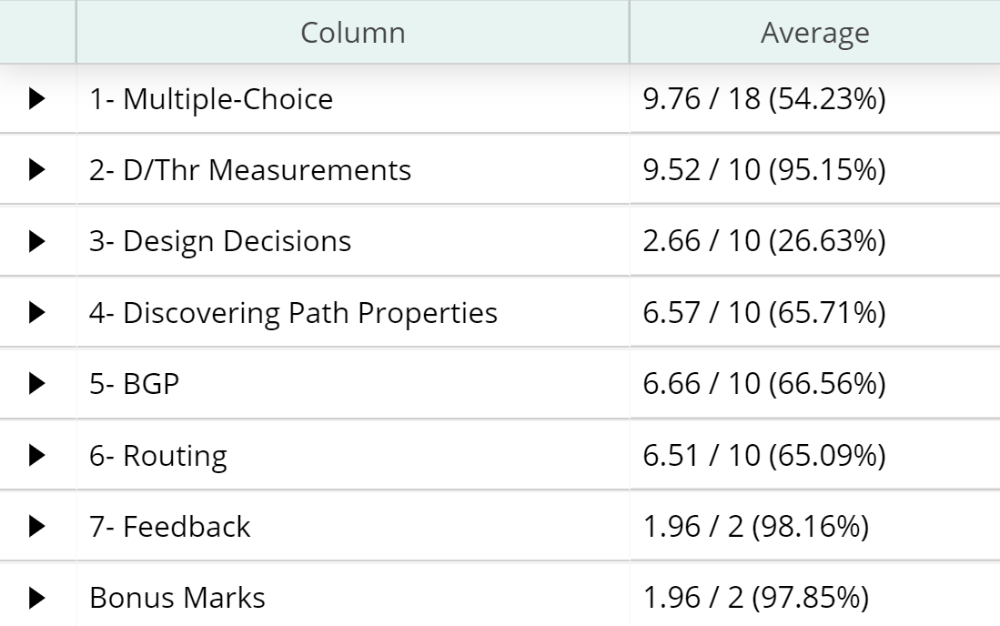 Column Average
1- Multiple-Choice 9.76 / 18 (54.23%)
2- D/Thr Measurements 9.52 / 10 (95.15%)
3- Design Decisions 2.66 / 10 (26.63%)
4- Discovering Path Properties 6.57 / 10 (65.71%)
5- BGP 6.66 / 10 (66.56%)
6- Routing 6.51 / 10 (65.09%)
7- Feedback 1.96 / 2 (98.16%)
Bonus Marks 1.96 / 2 (97.85%)